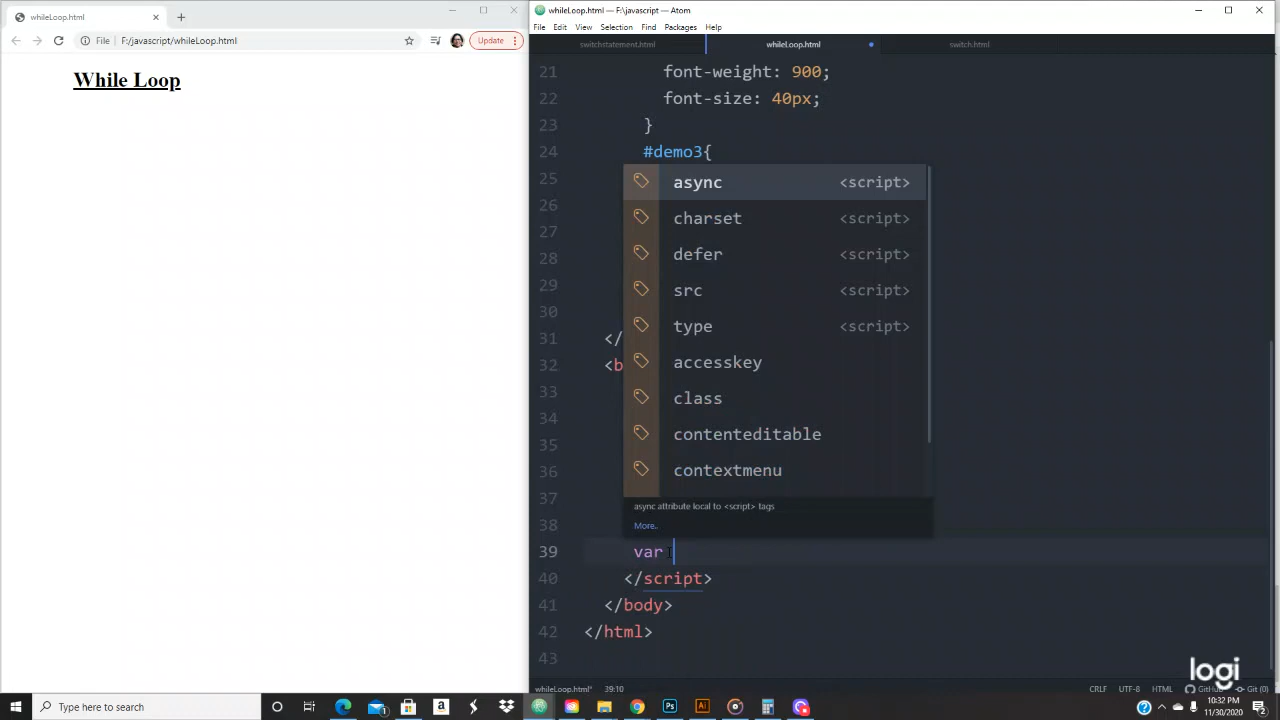 whileLoop.html
Update
File
F:/javascript/whileLoop.html
While Loop
whileLoop.html — F:\javascript — Atom
File Edit View Selection Find Packages Help
switchstatement.html
whileLoop.html
switch.html
21 font-weight: 900;
22 font-size: 40px;
23 }
24 #demo3{
25
26
27
28
29
30
31 </
32 <b
33
34
35
36
37
38
async <script>
charset <script>
defer <script>
src <script>
type <script>
accesskey
class
contenteditable
contextmenu
async attribute local to <script> tags
More..
39 var
40 </script>
41 </body>
42 </html>
43
logi
whileLoop.html* 39:10
CRLF UTF-8 HTML GitHub Git (0)
Type here to search
10:32 PM
11/30/2020